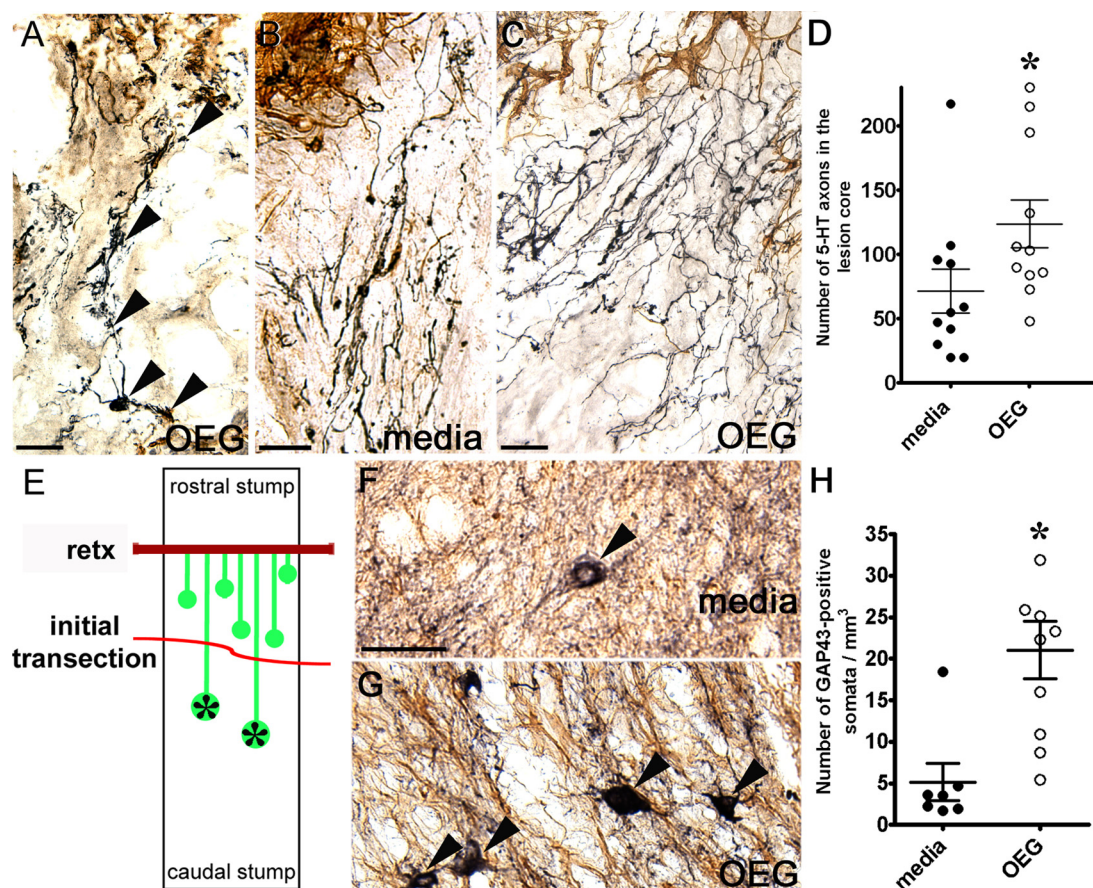 A
OEG
B
media
C
OEG
D
*
Number of 5-HT axons in the
lesion core
200
150
100
50
0
media
OEG
E
rostral stump
retx
initial
transection
*
*
caudal stump
F
media
G
OEG
H
*
Number of GAP43-positive
somata / mm³
35
30
25
20
15
10
5
0
media
OEG